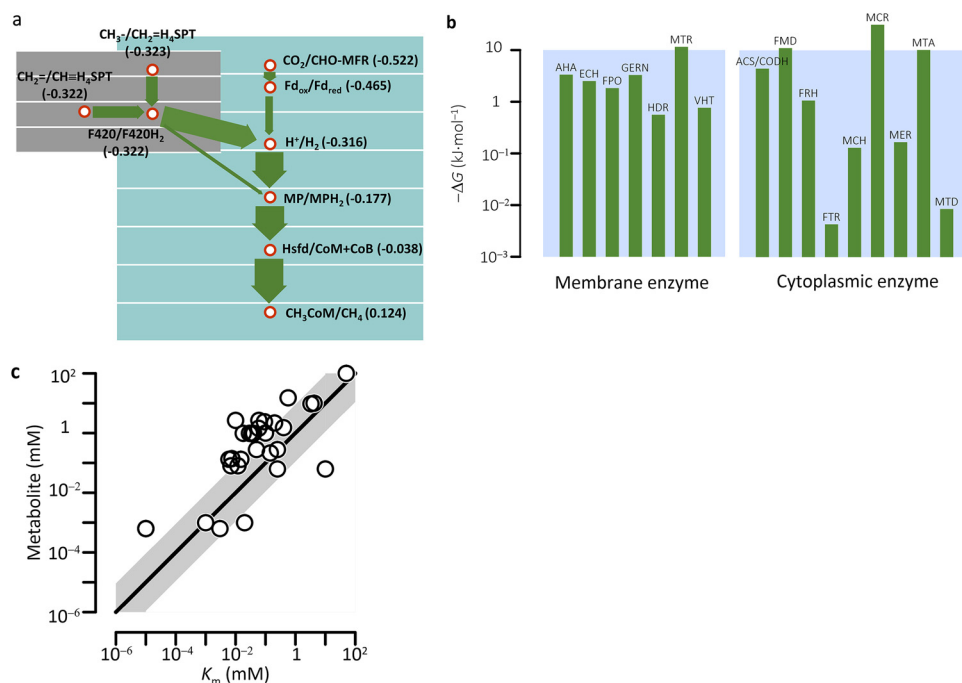 a
CH₃-/CH₂=H₄SPT
(-0.323)
CH₂=/CH≡H₄SPT
(-0.322)
F420/F420H₂
(-0.322)
CO₂/CHO-MFR (-0.522)
Fdₒₓ/Fdᵣₑd (-0.465)
H⁺/H₂ (-0.316)
MP/MPH₂ (-0.177)
Hsfd/CoM+CoB (-0.038)
CH₃CoM/CH₄ (0.124)
b
−ΔG (kJ·mol⁻¹)
10
1
10⁻¹
10⁻²
10⁻³
AHA
ECH
FPO
GERN
HDR
MTR
VHT
Membrane enzyme
ACS/CODH
FMD
FRH
FTR
MCH
MCR
MER
MTA
MTD
Cytoplasmic enzyme
c
Metabolite (mM)
10²
1
10⁻²
10⁻⁴
10⁻⁶
10⁻⁶
10⁻⁴
10⁻²
1
10²
Kₘ (mM)